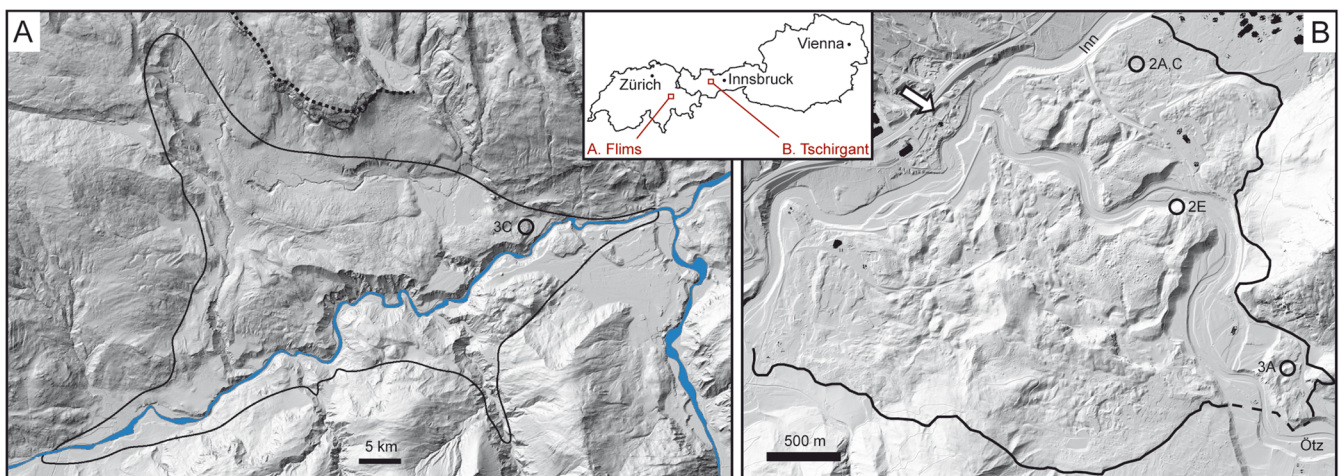 A
3C
5 km
Zürich
Innsbruck
Vienna
A. Flims
B. Tschirgant
B
Inn
2A,C
2E
3A
Ötz
500 m